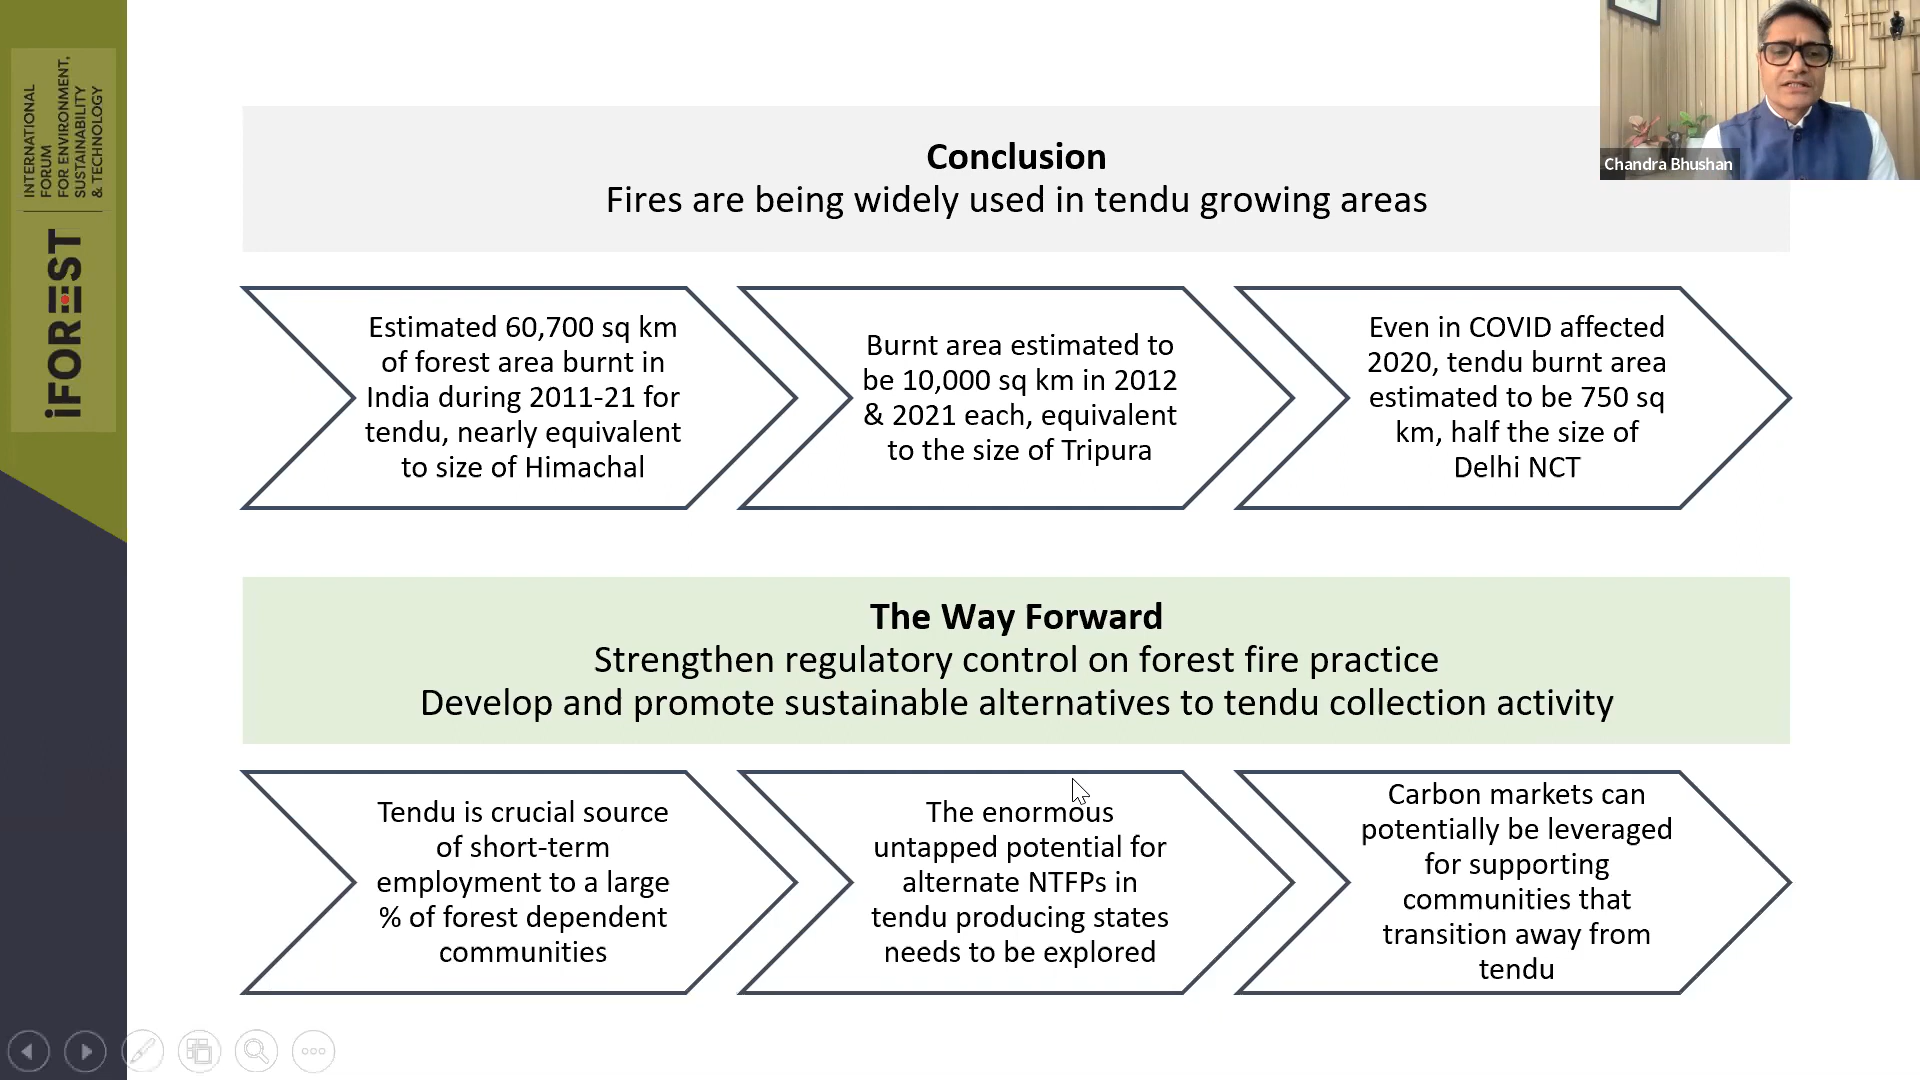 INTERNATIONAL
FORUM
FOR ENVIRONMENT,
SUSTAINABILITY
& TECHNOLOGY
iFOREST
Chandra Bhushan
Conclusion
Fires are being widely used in tendu growing areas
Estimated 60,700 sq km
of forest area burnt in
India during 2011-21 for
tendu, nearly equivalent
to size of Himachal
Burnt area estimated to
be 10,000 sq km in 2012
& 2021 each, equivalent
to the size of Tripura
Even in COVID affected
2020, tendu burnt area
estimated to be 750 sq
km, half the size of
Delhi NCT
The Way Forward
Strengthen regulatory control on forest fire practice
Develop and promote sustainable alternatives to tendu collection activity
Tendu is crucial source
of short-term
employment to a large
% of forest dependent
communities
The enormous
untapped potential for
alternate NTFPs in
tendu producing states
needs to be explored
Carbon markets can
potentially be leveraged
for supporting
communities that
transition away from
tendu